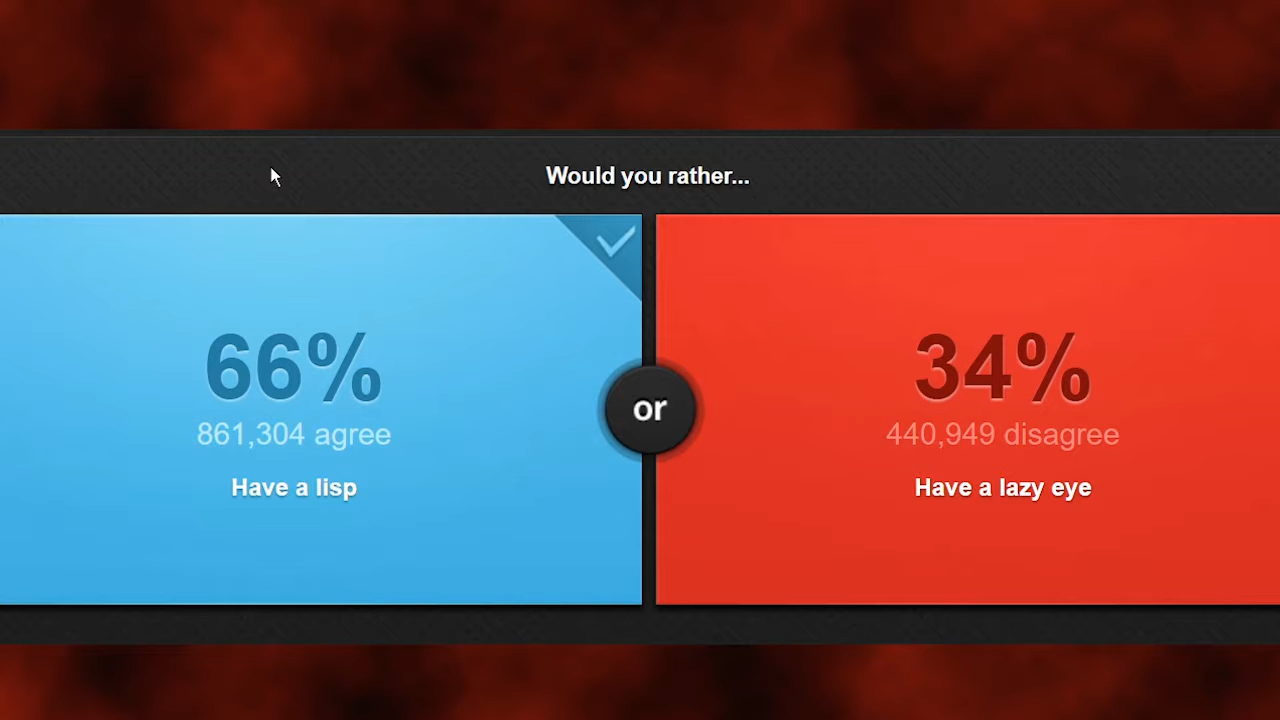 Would you rather...
66%
861,304 agree
Have a lisp
or
34%
440,949 disagree
Have a lazy eye